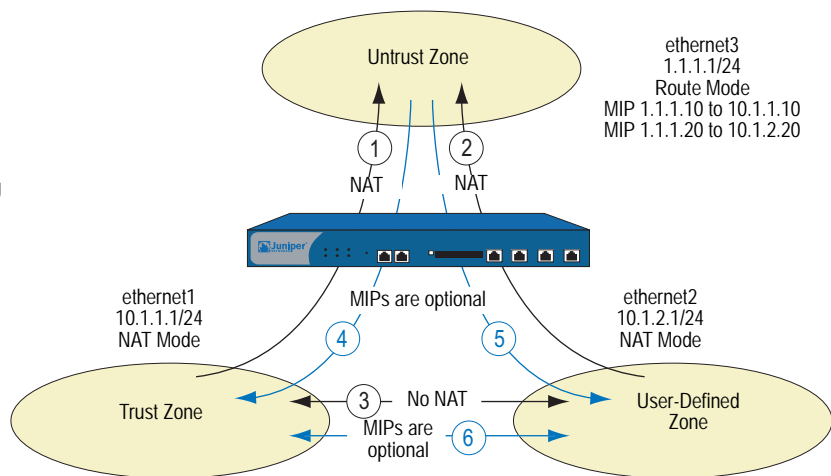 Untrust Zone
ethernet3
1.1.1.1/24
Route Mode
MIP 1.1.1.10 to 10.1.1.10
MIP 1.1.1.20 to 10.1.2.20
1
2
NAT
NAT
Juniper
ethernet1
10.1.1.1/24
NAT Mode
MIPs are optional
ethernet2
10.1.2.1/24
NAT Mode
4
5
Trust Zone
3
No NAT
User-Defined
Zone
MIPs are
optional
6